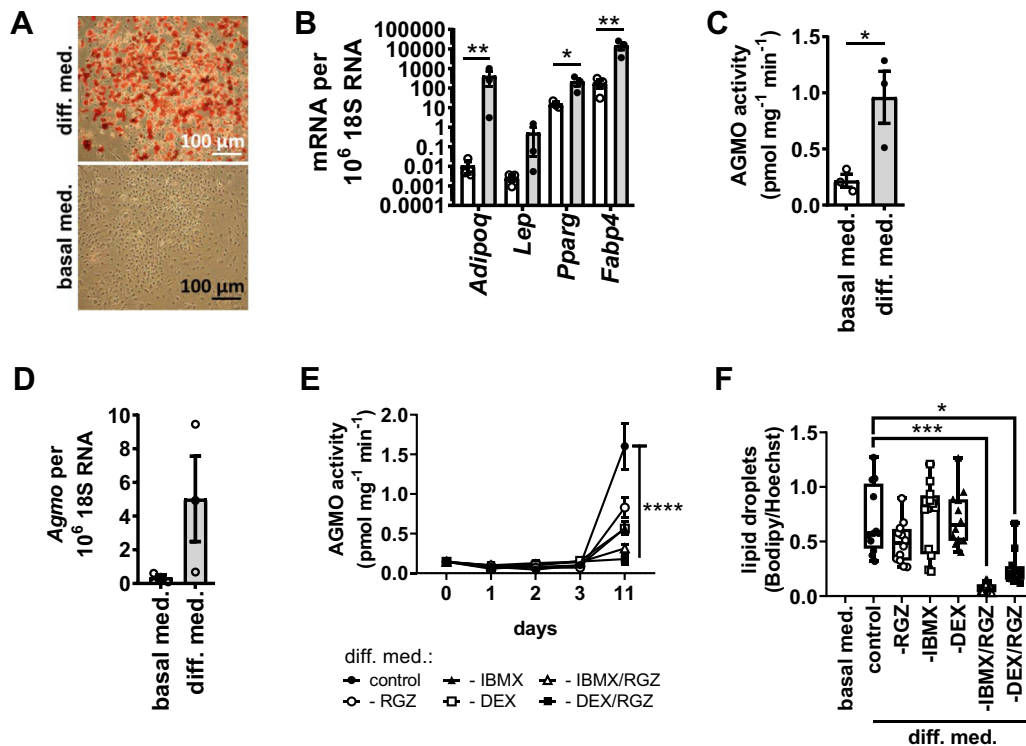 A
diff. med.
100 µm
basal med.
100 µm
B
mRNA per
10⁶ 18S RNA
100000
10000
1000
100
10
1
0.1
0.01
0.001
0.0001
**
*
**
Adipoq
Lep
Pparg
Fabp4
C
AGMO activity
(pmol mg⁻¹ min⁻¹)
1.5
1.0
0.5
0.0
*
basal med.
diff. med.
D
Agmo per
10⁶ 18S RNA
10
8
6
4
2
0
basal med.
diff. med.
E
AGMO activity
(pmol mg⁻¹ min⁻¹)
2.0
1.5
1.0
0.5
0.0
****
0 1 2 3 11
days
diff. med.:
control - IBMX - IBMX/RGZ
- RGZ - DEX - DEX/RGZ
F
lipid droplets
(Bodipy/Hoechst)
1.5
1.0
0.5
0.0
*
***
basal med.
control
-RGZ
-IBMX
-DEX
-IBMX/RGZ
-DEX/RGZ
diff. med.